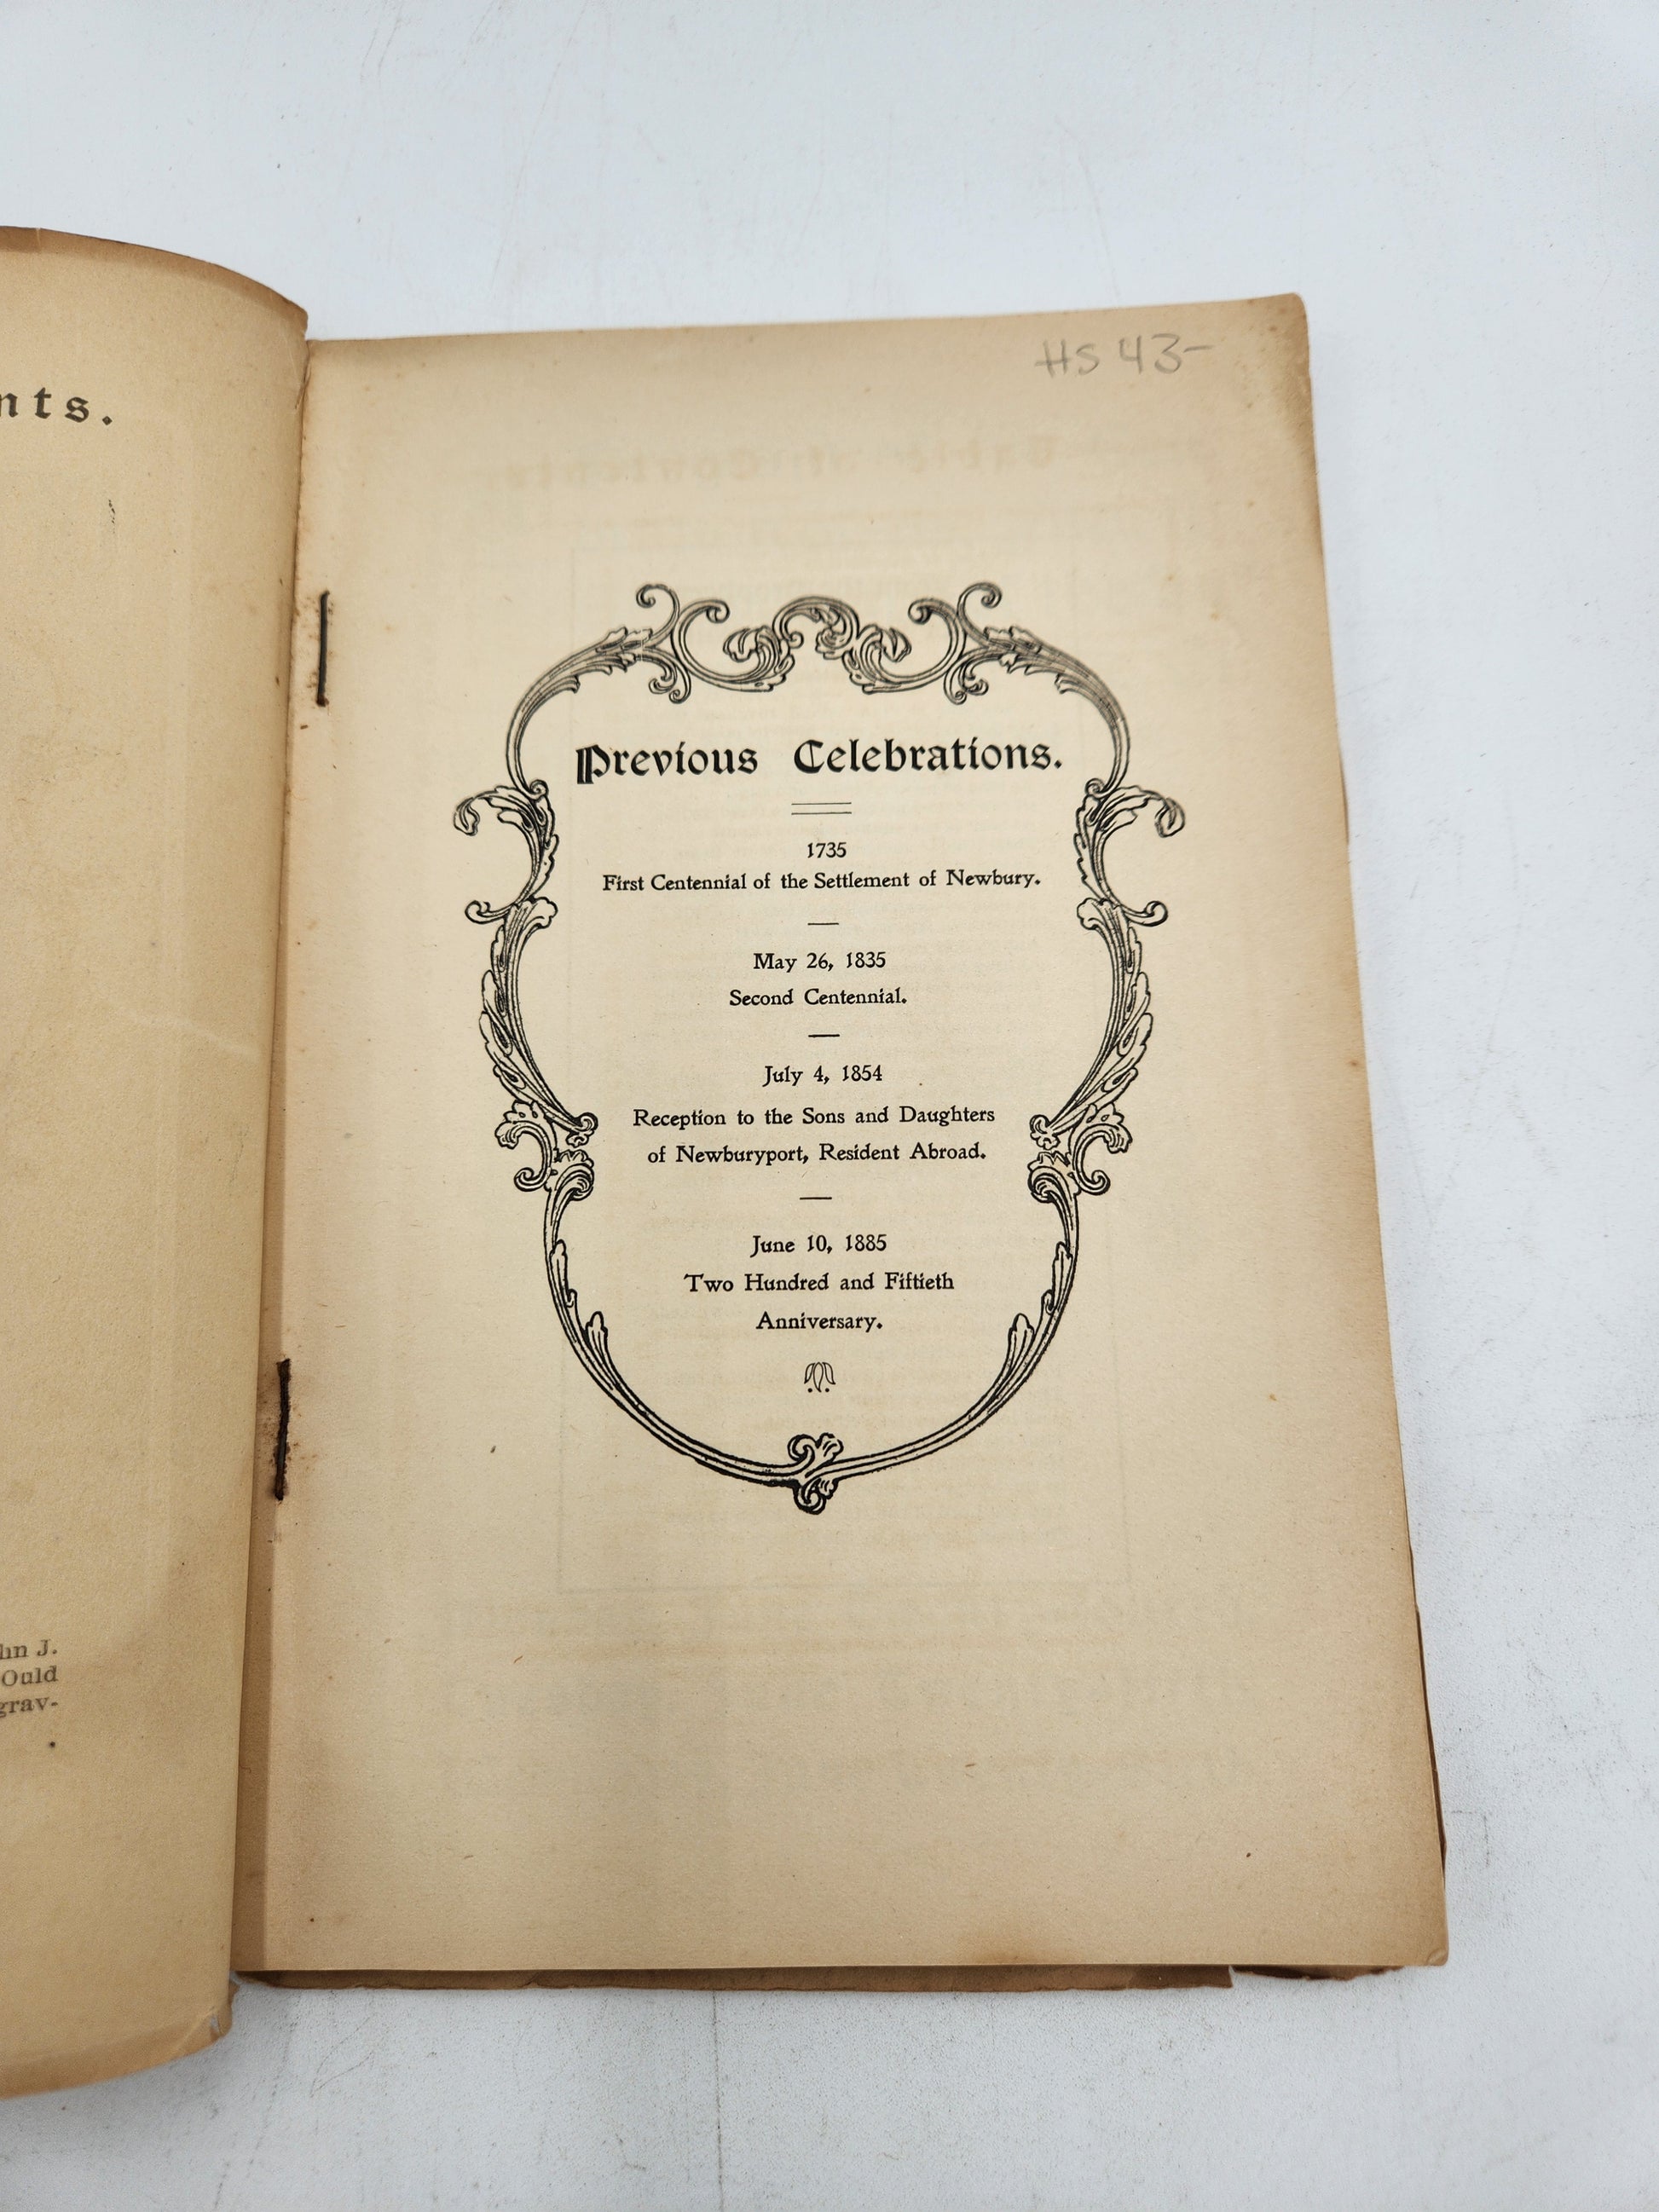 nts.
hn J.
Ould
grav-
HS 43-
Previous Celebrations.
1735
First Centennial of the Settlement of Newbury.
May 26, 1835
Second Centennial.
July 4, 1854
Reception to the Sons and Daughters
of Newburyport, Resident Abroad.
June 10, 1885
Two Hundred and Fiftieth
Anniversary.